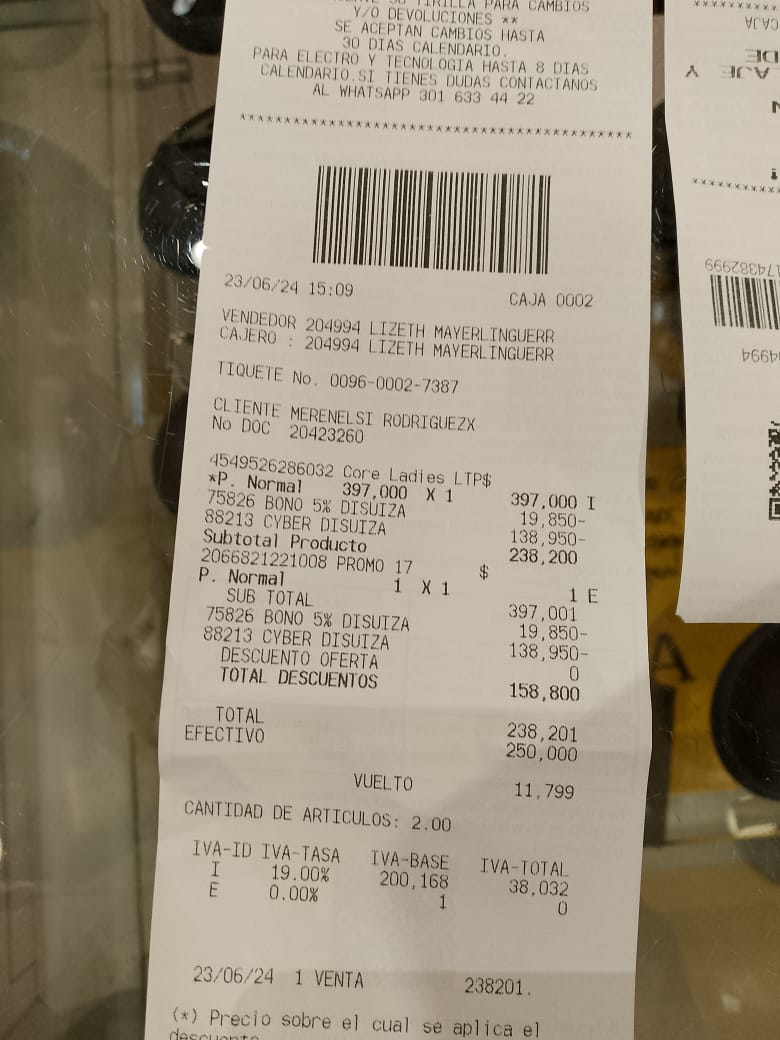 TIRILLA PARA CAMBIOS
Y/O DEVOLUCIONES **
SE ACEPTAN CAMBIOS HASTA
30 DIAS CALENDARIO.
PARA ELECTRO Y TECNOLOGIA HASTA 8 DIAS
CALENDARIO.SI TIENES DUDAS CONTACTANOS
AL WHATSAPP 301 633 44 22
23/06/24 15:09 CAJA 0002
VENDEDOR 204994 LIZETH MAYERLINGUERR
CAJERO : 204994 LIZETH MAYERLINGUERR
TIQUETE No. 0096-0002-7387
CLIENTE MERENELSI RODRIGUEZX
No DOC 20423260
4549526286032 Core Ladies LTP$
*P. Normal 397,000 X 1 397,000 I
75826 BONO 5% DISUIZA 19,850-
88213 CYBER DISUIZA 138,950-
Subtotal Producto 238,200
2066821221008 PROMO 17 $
P. Normal 1 X 1 1 E
SUB TOTAL 397,001
75826 BONO 5% DISUIZA 19,850-
88213 CYBER DISUIZA 138,950-
DESCUENTO OFERTA 0
TOTAL DESCUENTOS 158,800
TOTAL 238,201
EFECTIVO 250,000
VUELTO 11,799
CANTIDAD DE ARTICULOS: 2.00
IVA-ID IVA-TASA IVA-BASE IVA-TOTAL
I 19.00% 200,168 38,032
E 0.00% 1 0
23/06/24 1 VENTA 238201.
(*) Precio sobre el cual se aplica el
descuento
CAJA
174382999
4994